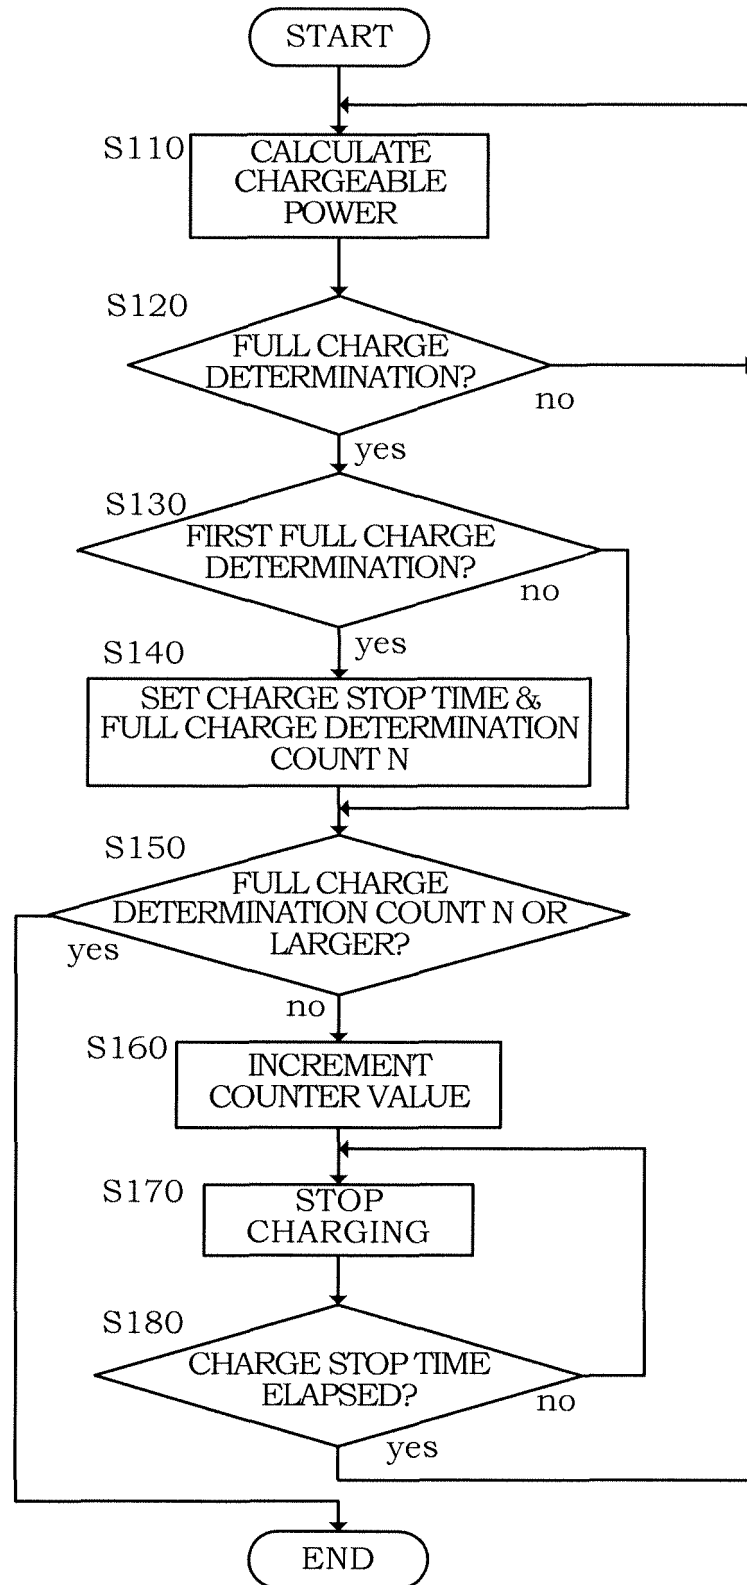 START
S110
CALCULATE
CHARGEABLE
POWER
S120
FULL CHARGE
DETERMINATION?
no
yes
S130
FIRST FULL CHARGE
DETERMINATION?
no
yes
S140
SET CHARGE STOP TIME &
FULL CHARGE DETERMINATION
COUNT N
S150
FULL CHARGE
DETERMINATION COUNT N OR
LARGER?
yes
no
S160
INCREMENT
COUNTER VALUE
S170
STOP
CHARGING
S180
CHARGE STOP TIME
ELAPSED?
no
yes
END